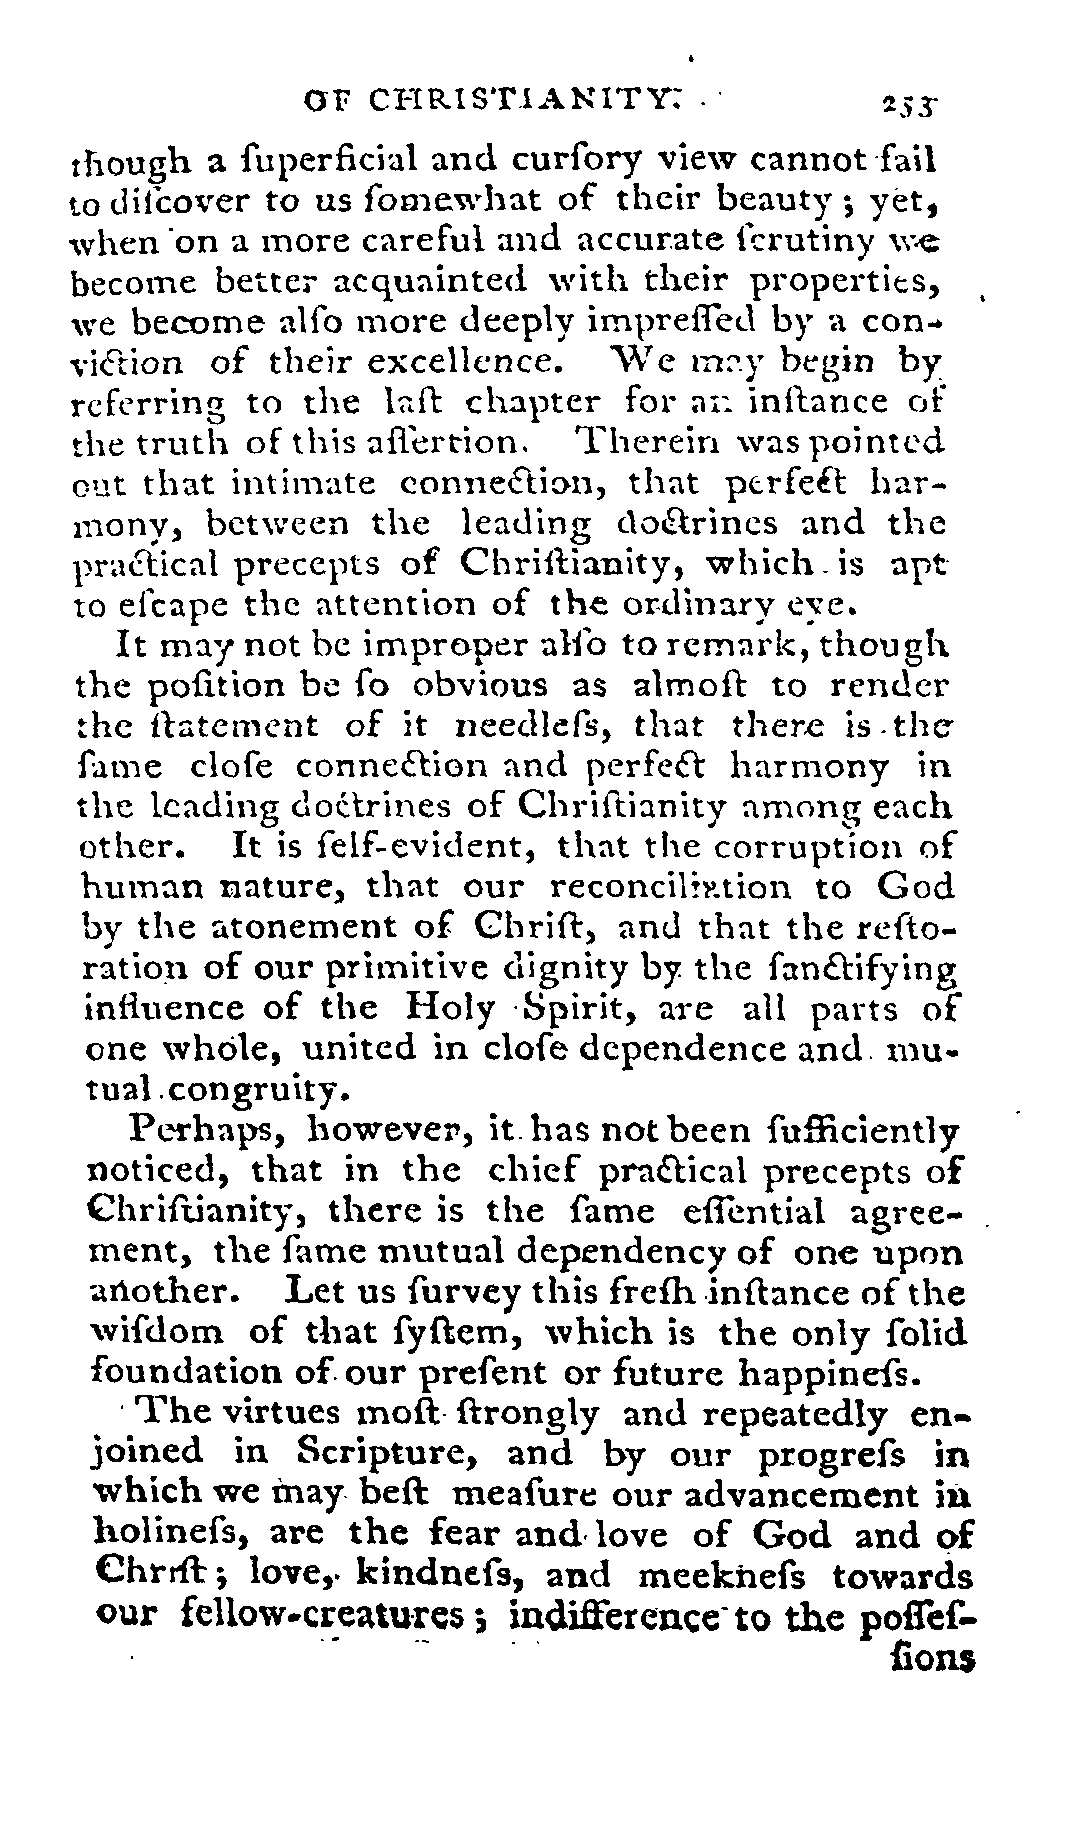 OF CHRISTIANITY. 253
though a ſuperficial and curſory view cannot fail
to diſcover to us ſomewhat of their beauty; yet,
when on a more careful and accurate ſcrutiny we
become better acquainted with their properties,
we become alſo more deeply impreſſed by a con-
viction of their excellence. We may begin by
referring to the laſt chapter for an inſtance of
the truth of this aſſertion. Therein was pointed
out that intimate connection, that perfect har-
mony, between the leading doctrines and the
practical precepts of Chriſtianity, which is apt
to eſcape the attention of the ordinary eye.
It may not be improper alſo to remark, though
the poſition be ſo obvious as almoſt to render
the ſtatement of it needleſs, that there is the
ſame cloſe connection and perfect harmony in
the leading doctrines of Chriſtianity among each
other. It is ſelf-evident, that the corruption of
human nature, that our reconciliation to God
by the atonement of Chriſt, and that the reſto-
ration of our primitive dignity by the ſanctifying
influence of the Holy Spirit, are all parts of
one whole, united in cloſe dependence and mu-
tual congruity.
Perhaps, however, it has not been ſufficiently
noticed, that in the chief practical precepts of
Chriſtianity, there is the ſame eſſential agree-
ment, the ſame mutual dependency of one upon
another. Let us ſurvey this freſh inſtance of the
wiſdom of that ſyſtem, which is the only ſolid
foundation of our preſent or future happineſs.
The virtues moſt ſtrongly and repeatedly en-
joined in Scripture, and by our progreſs in
which we may beſt meaſure our advancement in
holineſs, are the fear and love of God and of
Chriſt; love, kindneſs, and meekneſs towards
our fellow-creatures; indifference to the poſſeſ-
ſions